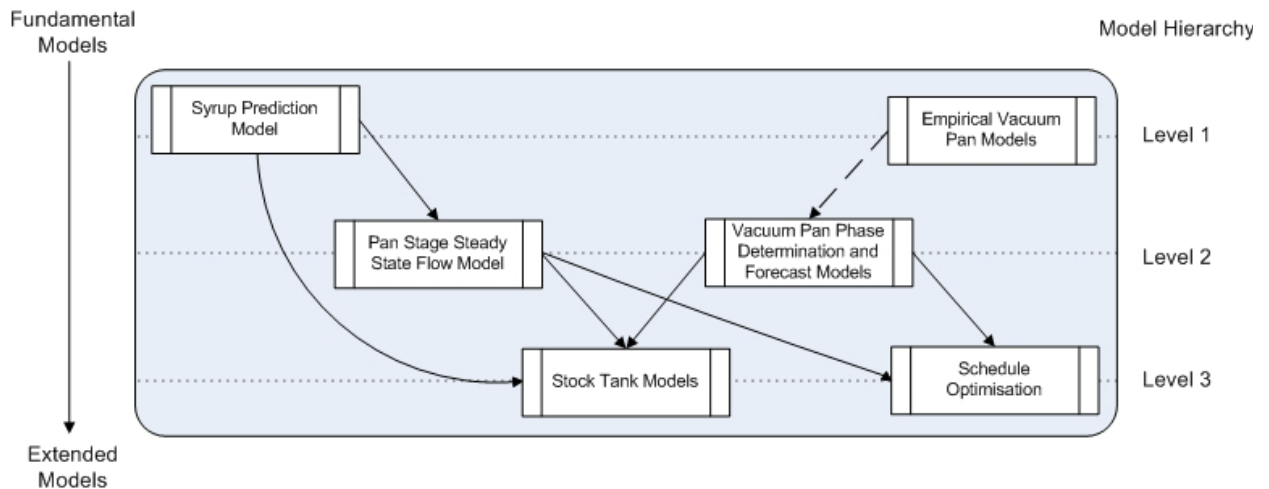 Fundamental
Models
Model Hierarchy
Syrup Prediction
Model
Empirical Vacuum
Pan Models
Level 1
Pan Stage Steady
State Flow Model
Vacuum Pan Phase
Determination and
Forecast Models
Level 2
Stock Tank Models
Schedule
Optimisation
Level 3
Extended
Models